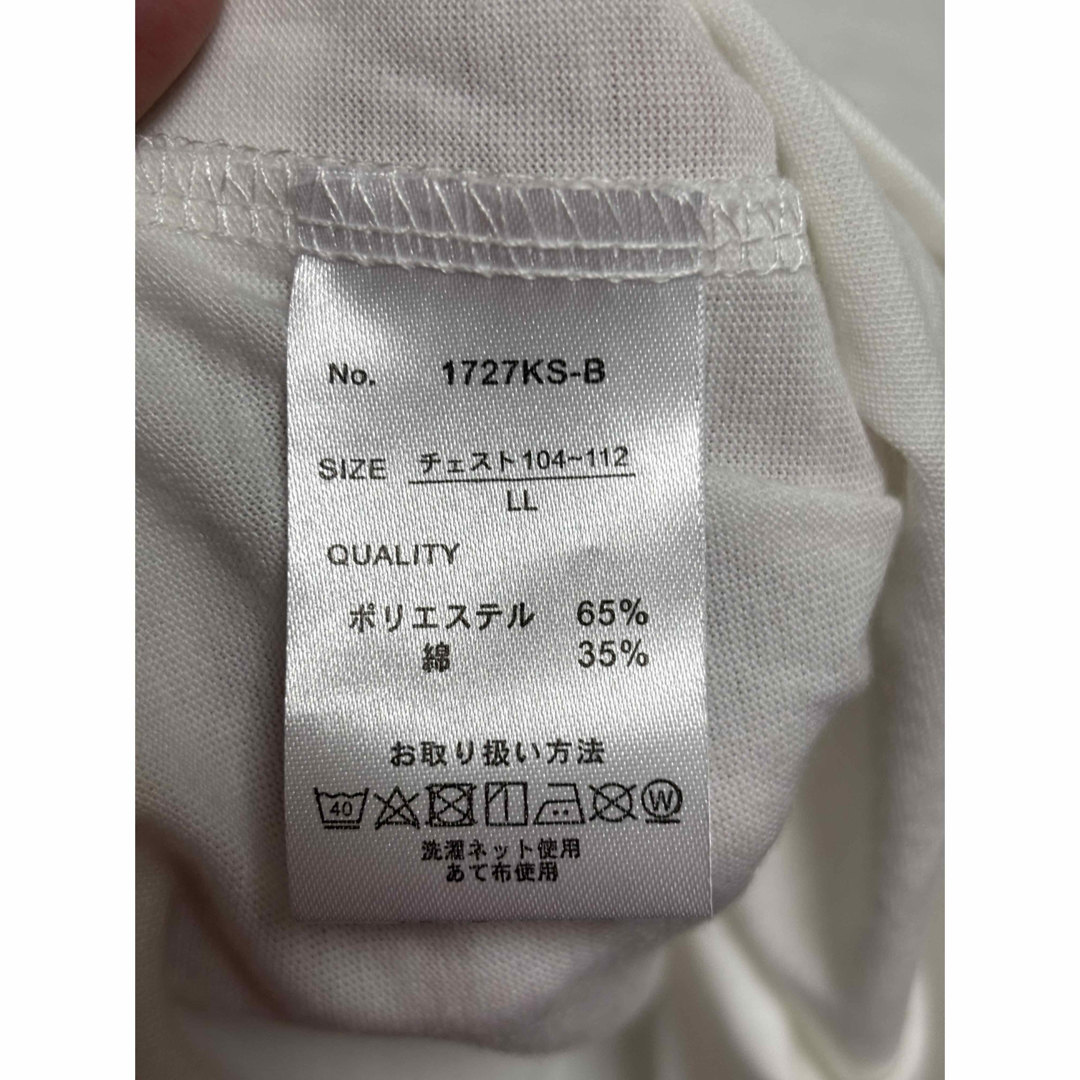 No. 1727KS-B
SIZE チェスト104~112
LL
QUALITY
ポリエステル 65%
綿 35%
お取り扱い方法
40 W
洗濯ネット使用
あて布使用